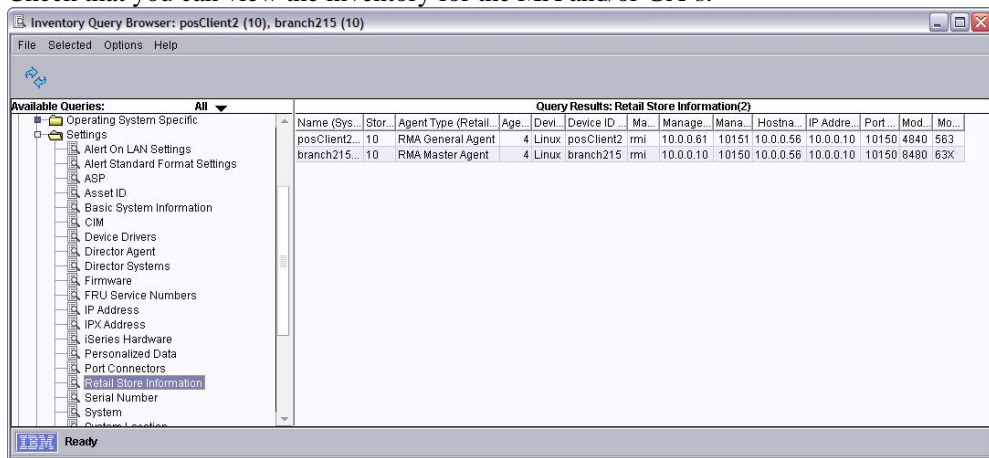 Check that you can view the inventory for the MA and/or GA's.
Inventory Query Browser: posClient2 (10), branch215 (10)
File Selected Options Help
Available Queries: All
Query Results: Retail Store Information(2)
Operating System Specific
Settings
Alert On LAN Settings
Alert Standard Format Settings
ASP
Asset ID
Basic System Information
CIM
Device Drivers
Director Agent
Director Systems
Firmware
FRU Service Numbers
IP Address
IPX Address
iSeries Hardware
Personalized Data
Port Connectors
Retail Store Information
Serial Number
System
Name (Sys... Stor... Agent Type (Retail... Age... Devi... Device ID ... Ma... Manage... Mana... Hostna... IP Addre... Port ... Mod... Mo...
posClient2... 10 RMA General Agent 4 Linux posClient2 rmi 10.0.0.61 10151 10.0.0.56 10.0.0.10 10150 4840 563
branch215... 10 RMA Master Agent 4 Linux branch215 rmi 10.0.0.10 10150 10.0.0.56 10.0.0.10 10150 8480 63X
IBM Ready